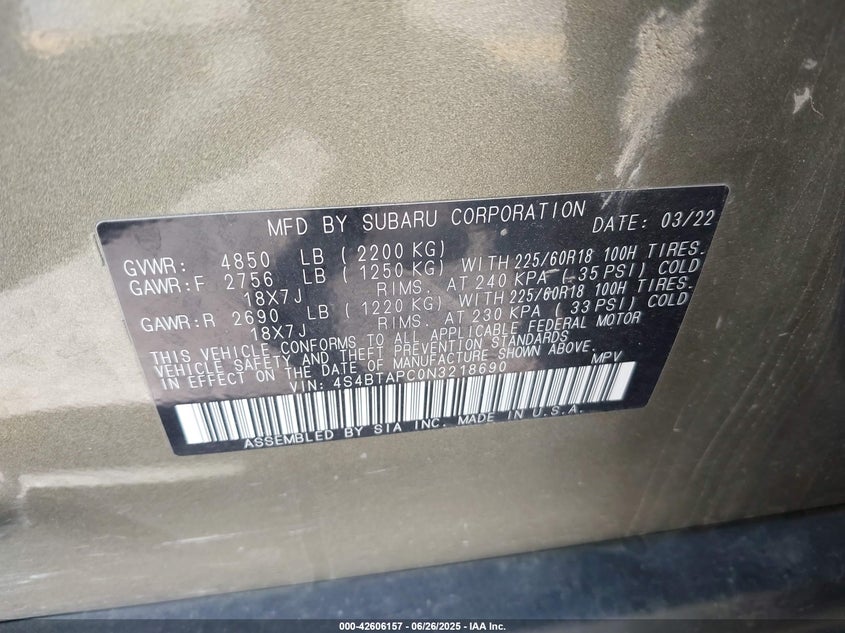 MFD BY SUBARU CORPORATION DATE: 03/22
GVWR: 4850 LB ( 2200 KG)
GAWR:F 2756 LB ( 1250 KG) WITH 225/60R18 100H TIRES.
18X7J RIMS. AT 240 KPA ( 35 PSI) COLD
GAWR:R 2690 LB ( 1220 KG) WITH 225/60R18 100H TIRES.
18X7J RIMS. AT 230 KPA ( 33 PSI) COLD
THIS VEHICLE CONFORMS TO ALL APPLICABLE FEDERAL MOTOR
VEHICLE SAFETY AND THEFT PREVENTION STANDARDS
IN EFFECT ON THE DATE OF MANUFACTURE SHOWN ABOVE.
VIN: 4S4BTAPC0N3218690 MPV
ASSEMBLED BY SIA INC. MADE IN U.S.A.
000-42606157 - 06/26/2025 - IAA Inc.